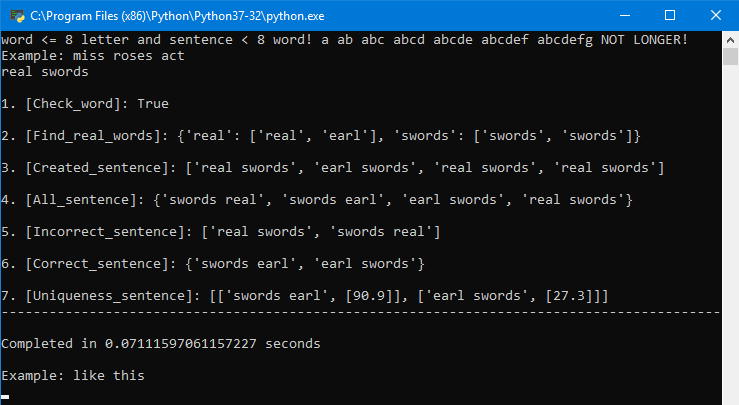 C:\Program Files (x86)\Python\Python37-32\python.exe
word <= 8 letter and sentence < 8 word! a ab abc abcd abcde abcdef abcdefg NOT LONGER!
Example: miss roses act
real swords
1. [Check_word]: True
2. [Find_real_words]: {'real': ['real', 'earl'], 'swords': ['swords', 'swords']}
3. [Created_sentence]: ['real swords', 'earl swords', 'real swords', 'real swords']
4. [All_sentence]: {'swords real', 'swords earl', 'earl swords', 'real swords'}
5. [Incorrect_sentence]: ['real swords', 'swords real']
6. [Correct_sentence]: {'swords earl', 'earl swords'}
7. [Uniqueness_sentence]: [['swords earl', [90.9]], ['earl swords', [27.3]]]
------------------------------------------------------------------------------------------
Completed in 0.07111597061157227 seconds
Example: like this